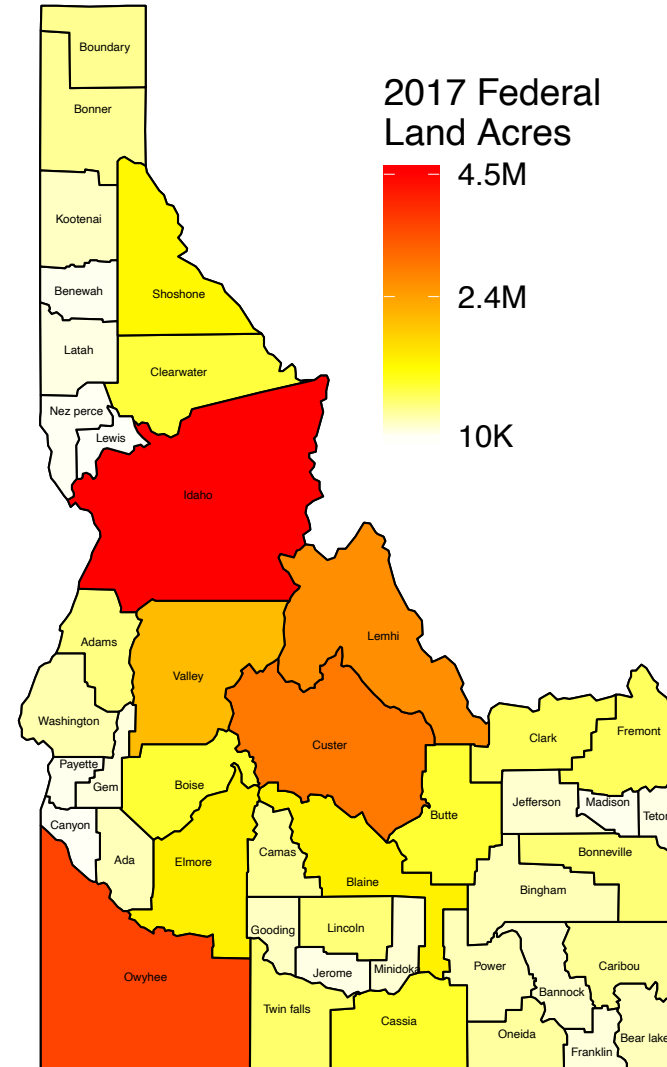 Boundary
2017 Federal
Land Acres
Bonner
4.5M
Kootenai
Benewah
Shoshone
2.4M
Latah
Clearwater
Nez perce
Lewis
10K
Idaho
Lemhi
Adams
Valley
Washington
Custer
Fremont
Clark
Payette
Gem
Boise
Jefferson
Madison
Teton
Canyon
Butte
Ada
Elmore
Camas
Bonneville
Blaine
Bingham
Gooding
Lincoln
Jerome
Minidoka
Power
Caribou
Owyhee
Bannock
Twin falls
Cassia
Oneida
Franklin
Bear lake